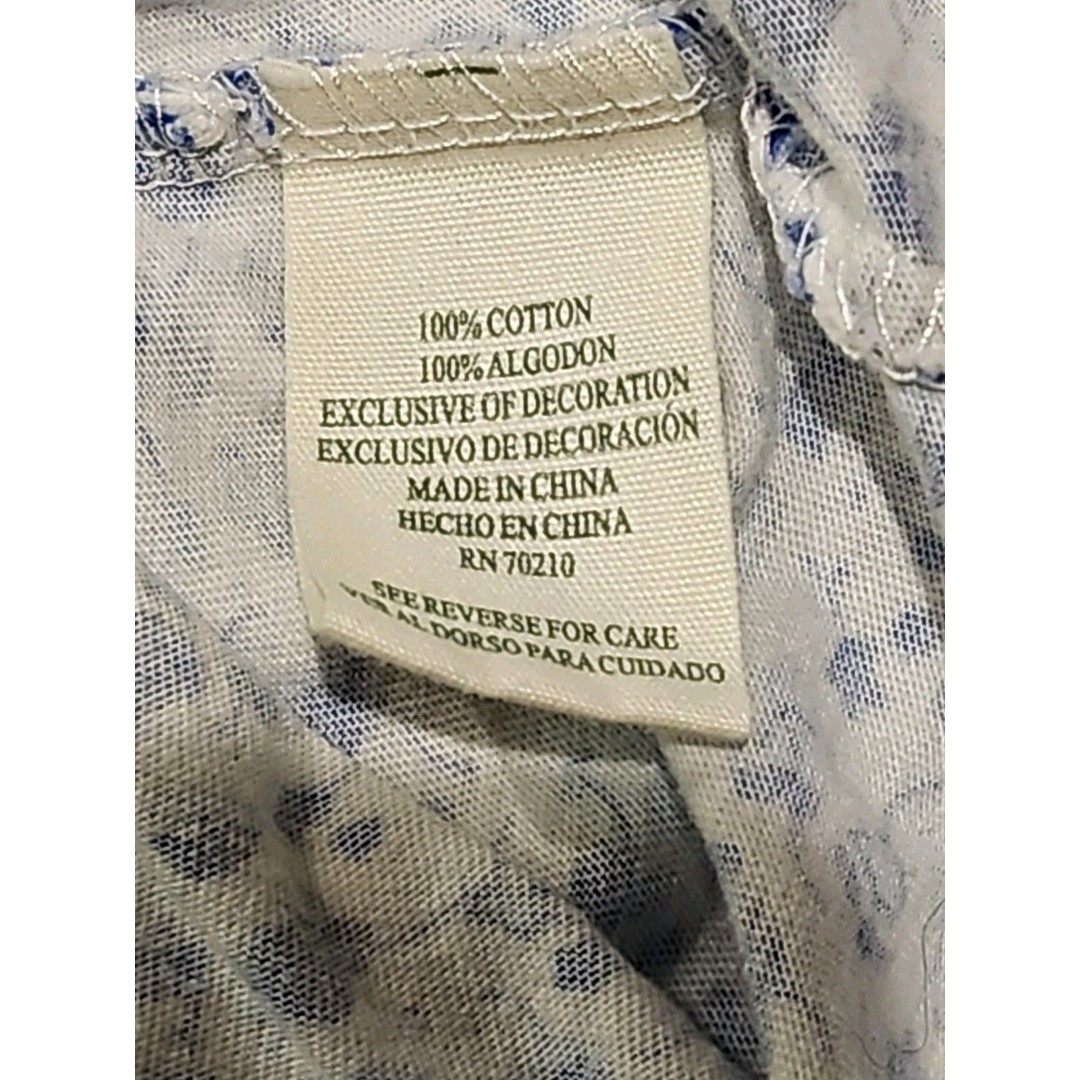 100% COTTON
100% ALGODON
EXCLUSIVE OF DECORATION
EXCLUSIVO DE DECORACIÓN
MADE IN CHINA
HECHO EN CHINA
RN 70210
SEE REVERSE FOR CARE
VER AL DORSO PARA CUIDADO